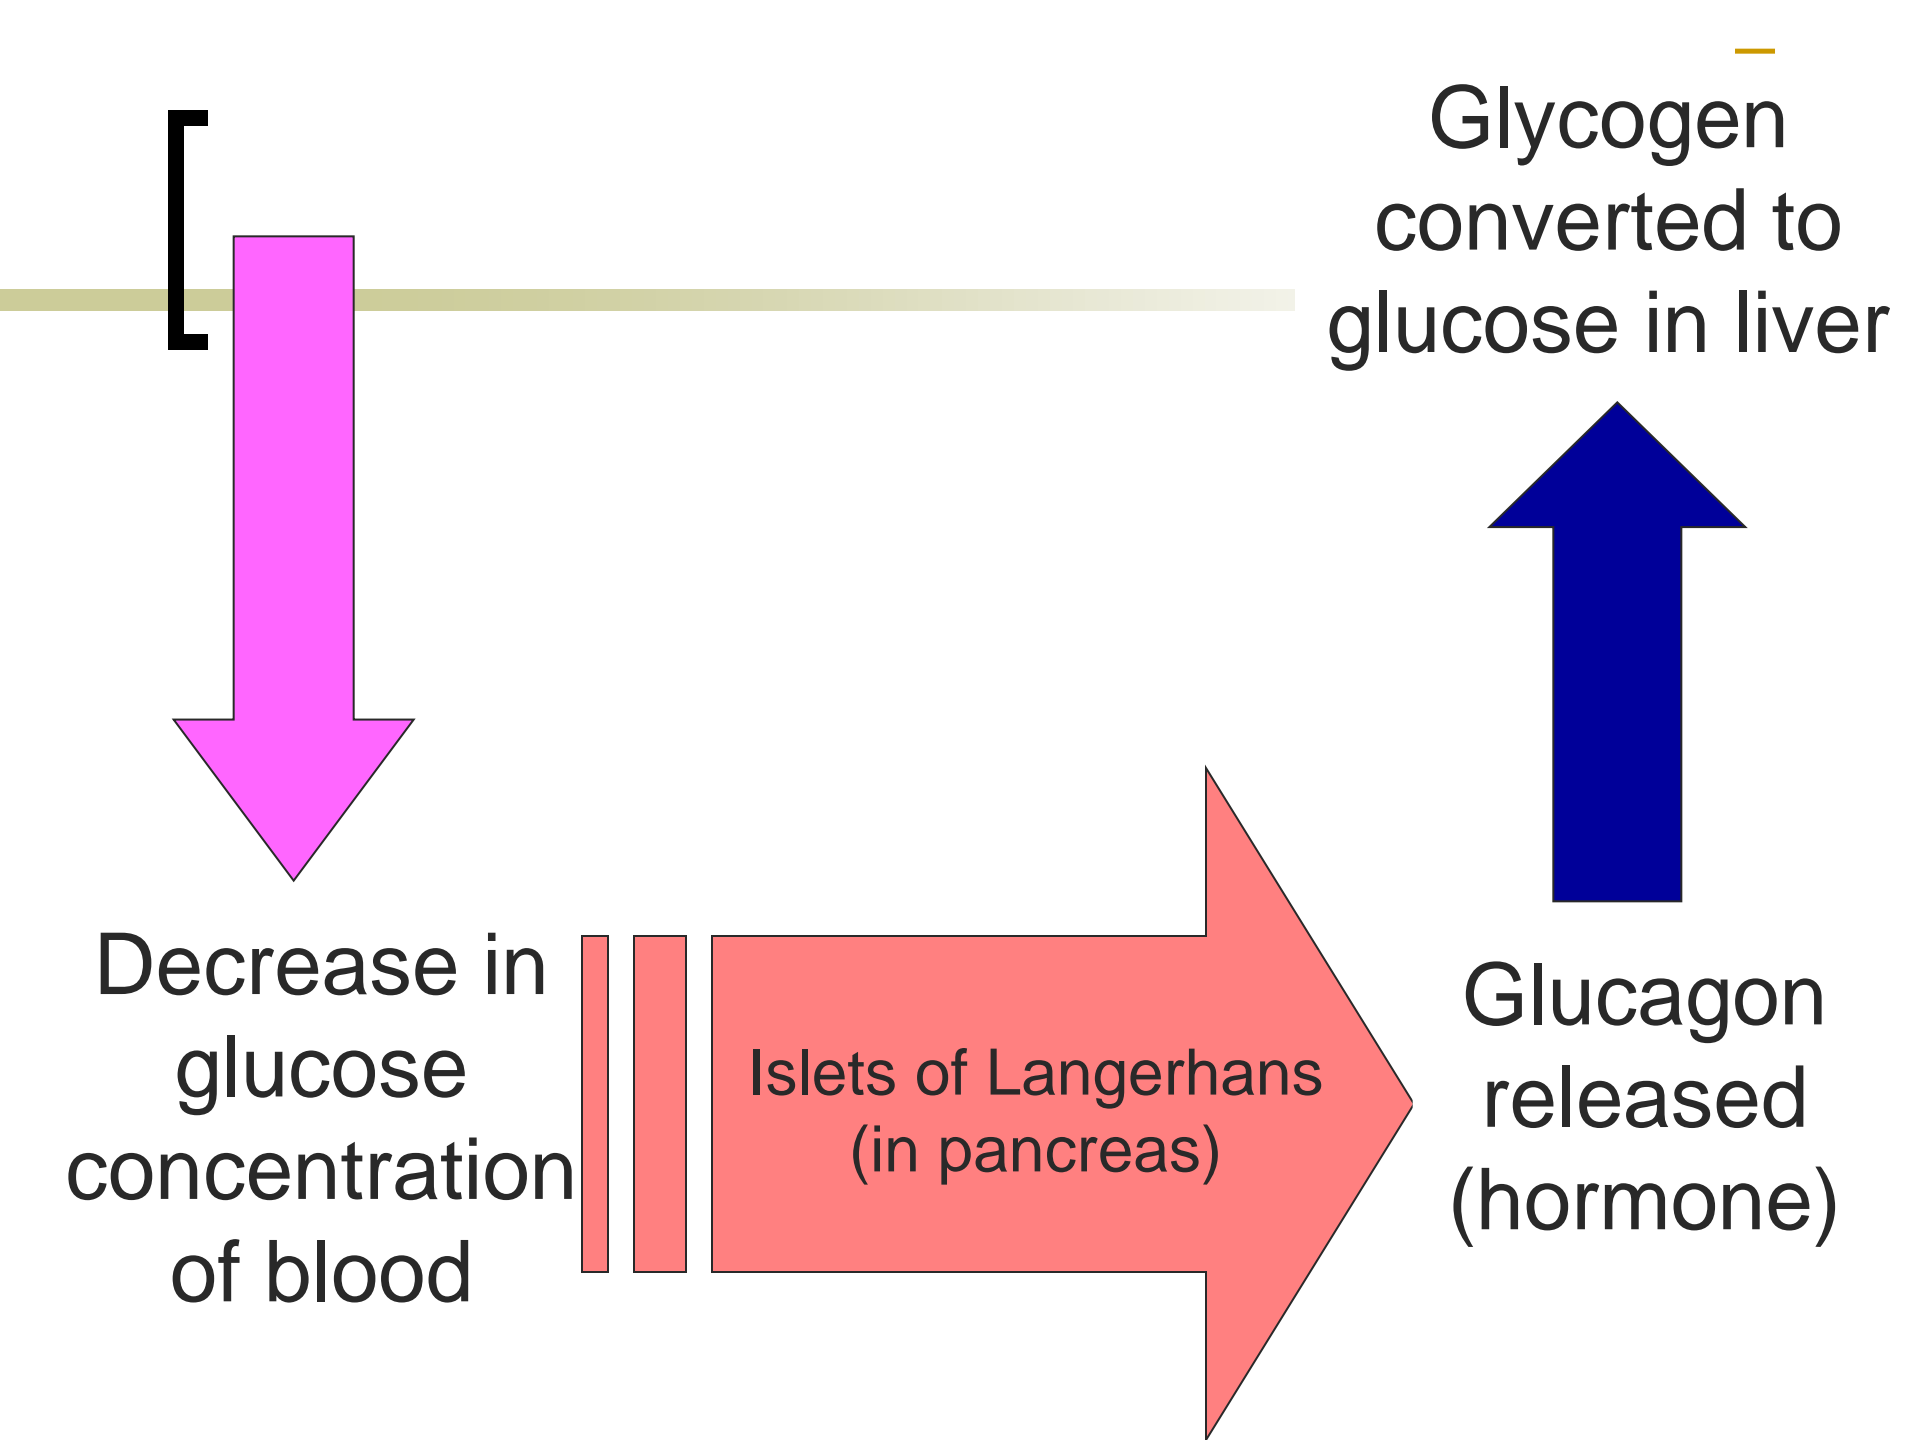 Glycogen
converted to
glucose in liver
Decrease in
glucose
concentration
of blood
Islets of Langerhans
(in pancreas)
Glucagon
released
(hormone)